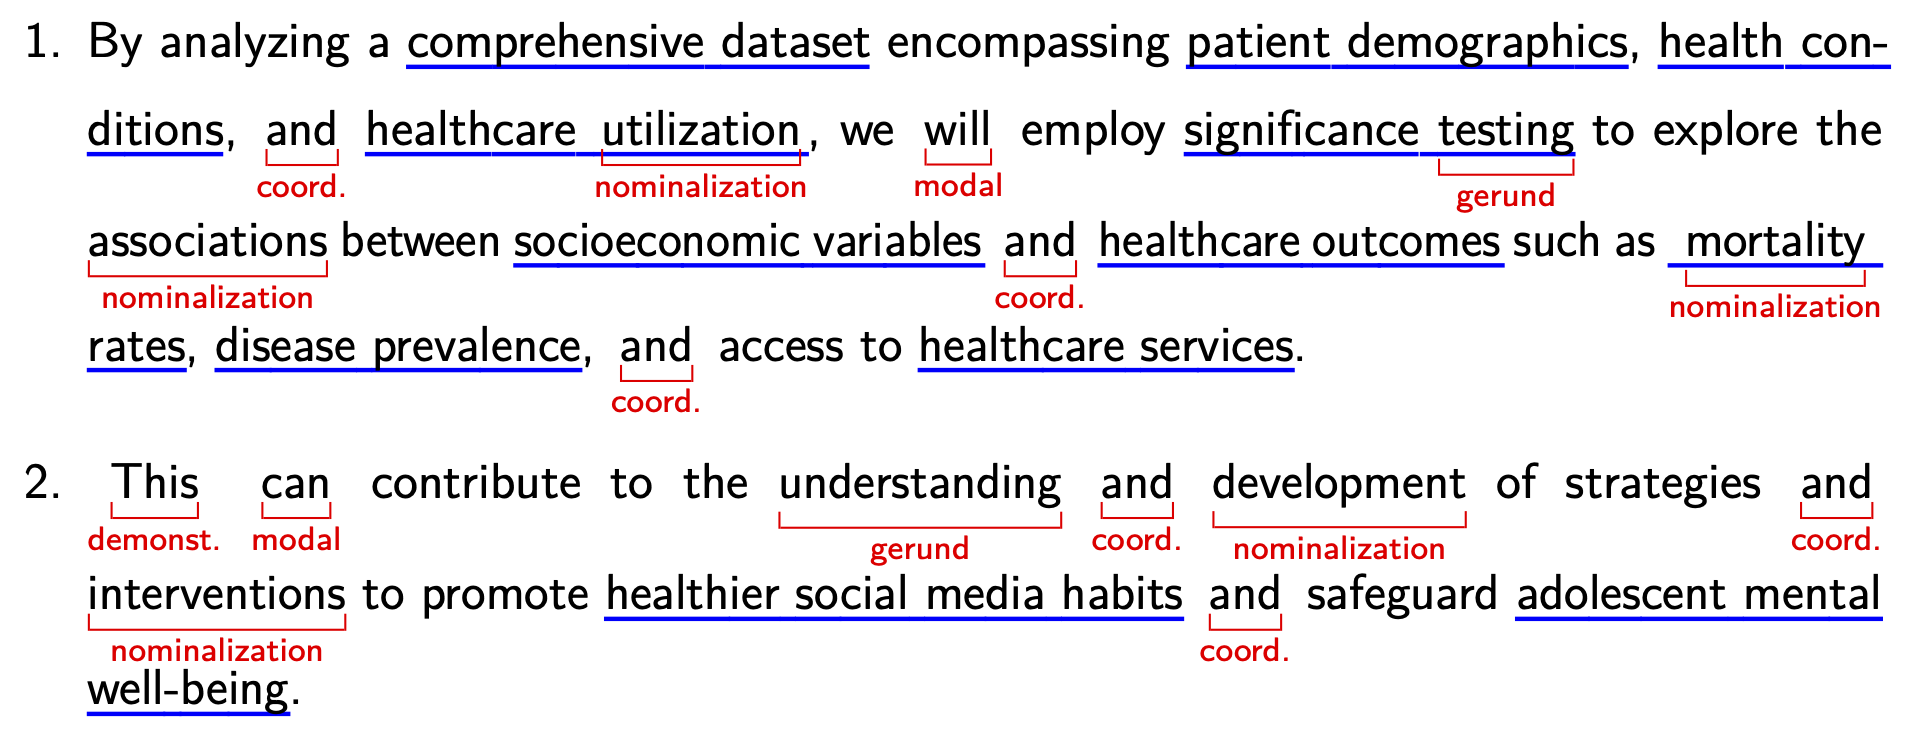 1. By analyzing a comprehensive dataset encompassing patient demographics, health con-
ditions, and healthcare utilization, we will employ significance testing to explore the
coord. nominalization modal gerund
associations between socioeconomic variables and healthcare outcomes such as mortality
nominalization coord. nominalization
rates, disease prevalence, and access to healthcare services.
coord.
2. This can contribute to the understanding and development of strategies and
demonst. modal gerund coord. nominalization coord.
interventions to promote healthier social media habits and safeguard adolescent mental
nominalization coord.
well-being.